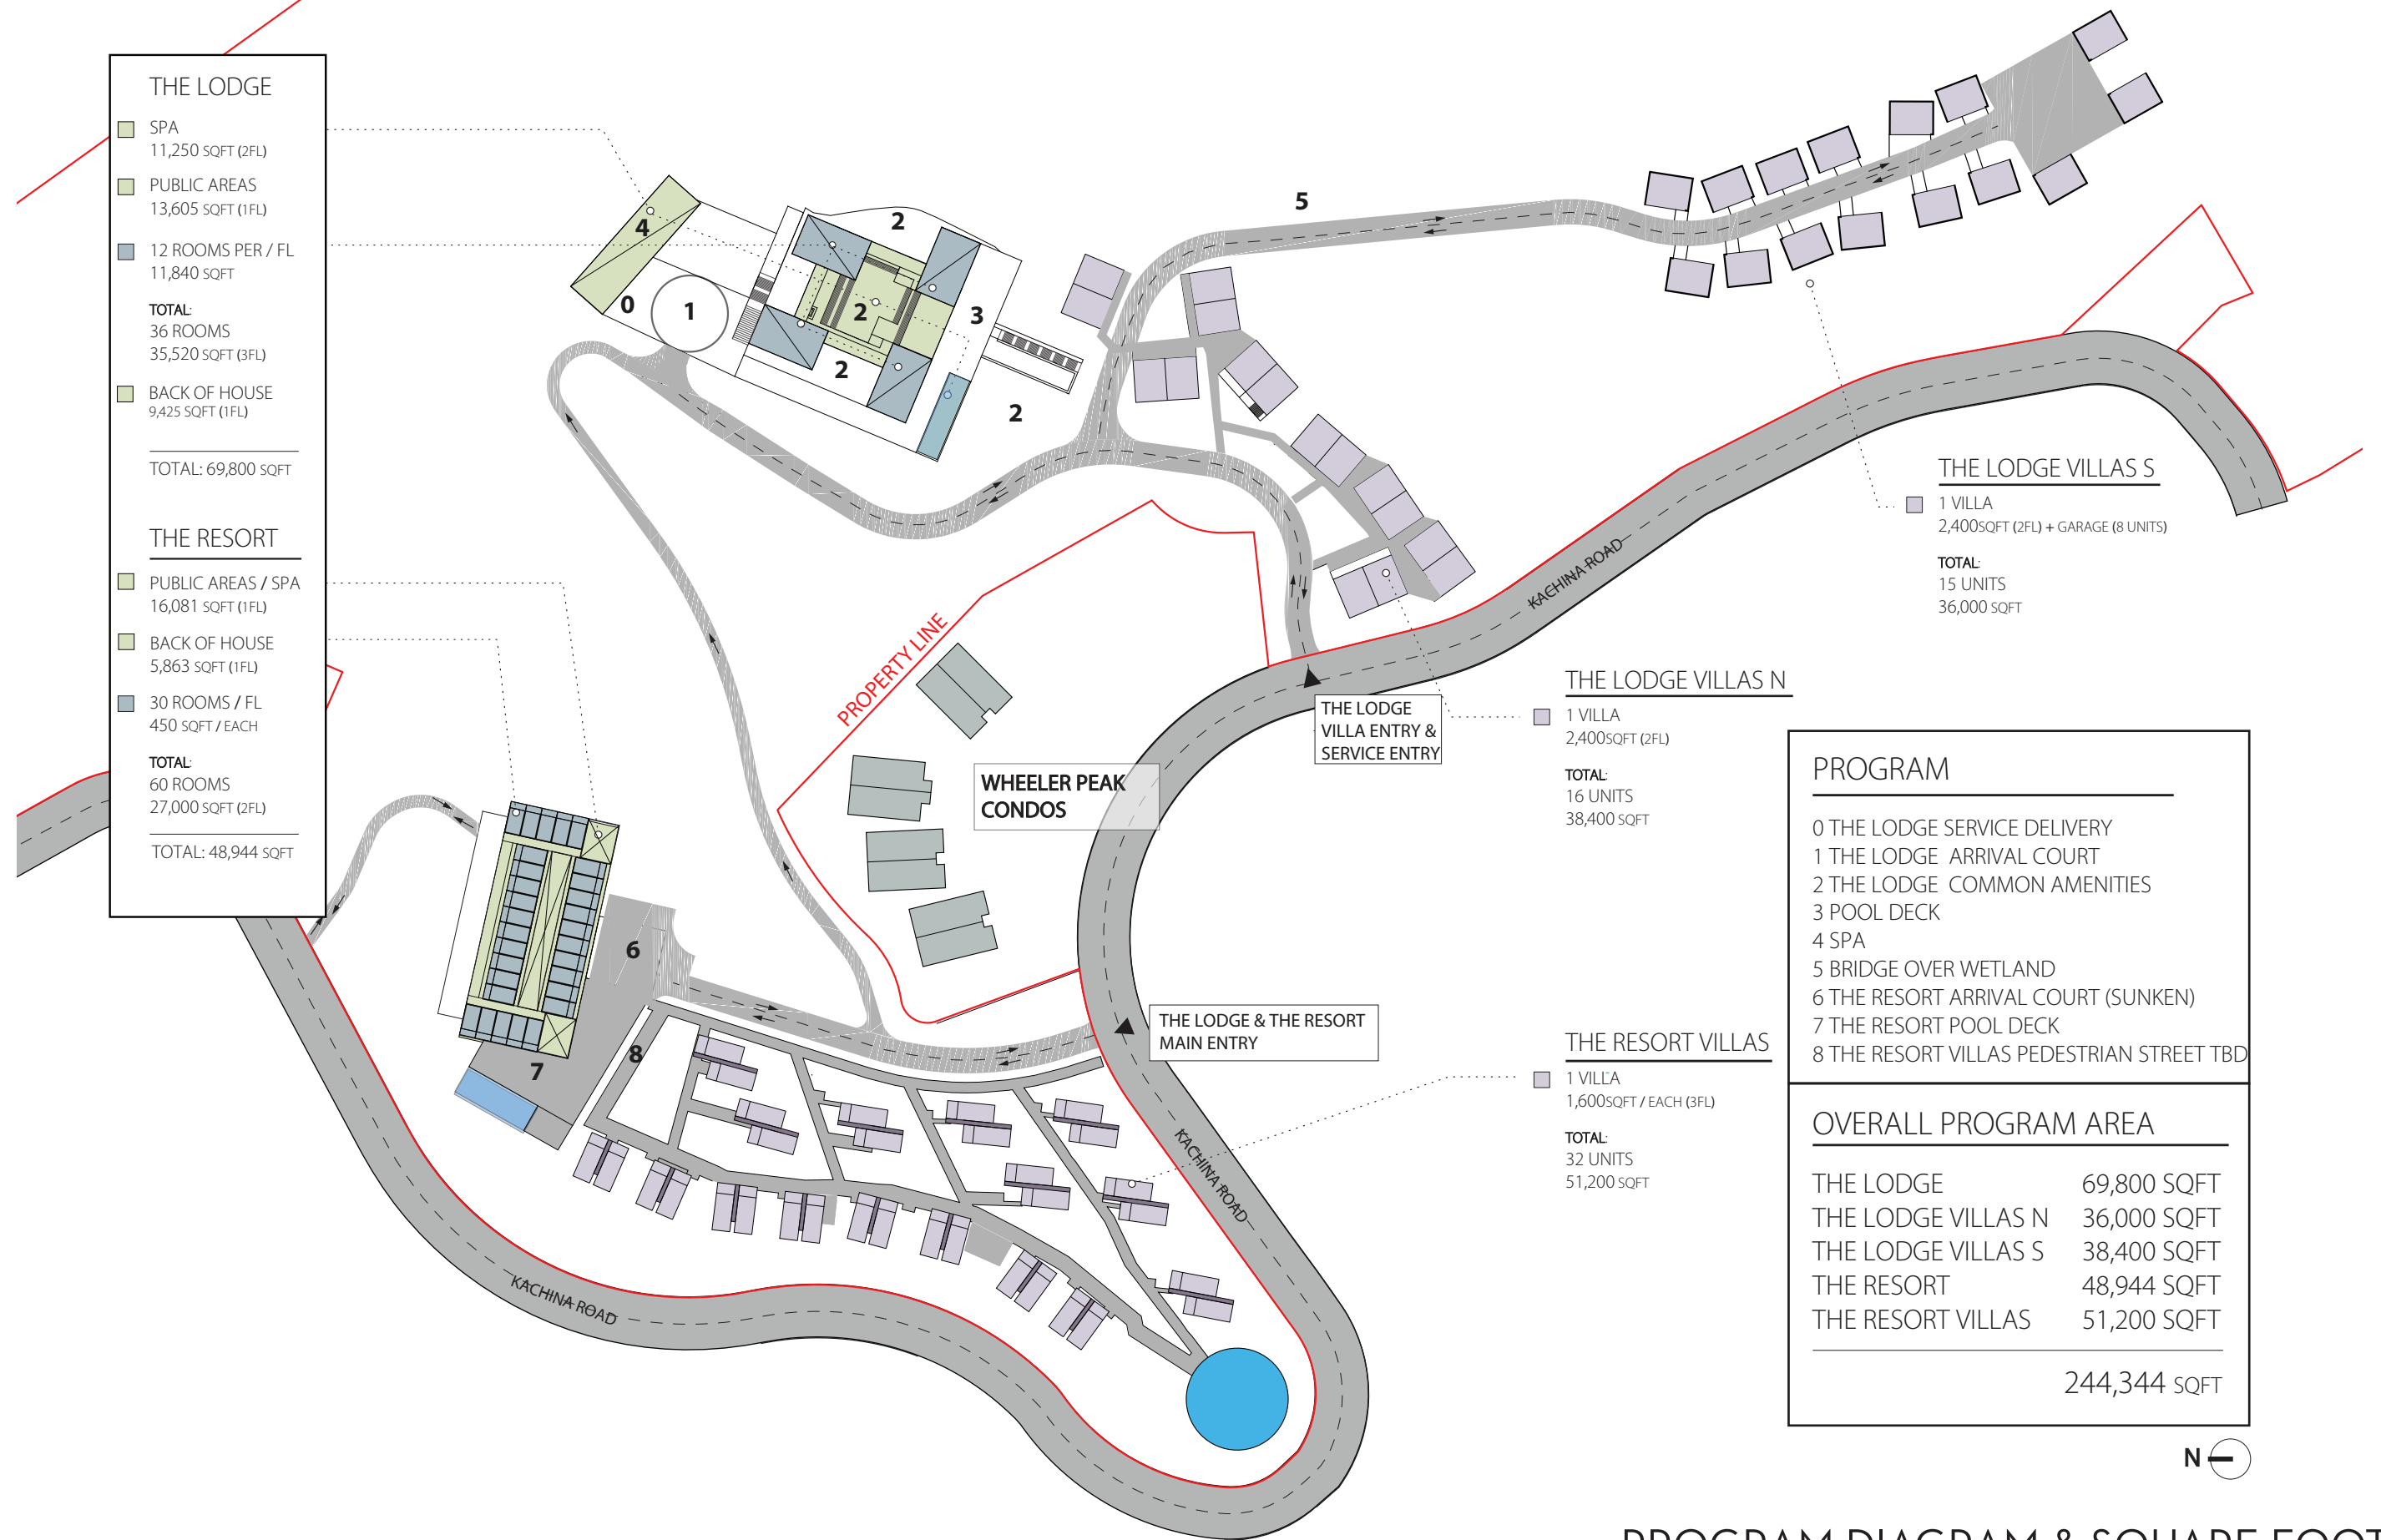 THE LODGE
SPA
11,250 SQFT (2FL)
PUBLIC AREAS
13,605 SQFT (1FL)
12 ROOMS PER / FL
11,840 SQFT
TOTAL:
36 ROOMS
35,520 SQFT (3FL)
BACK OF HOUSE
9,425 SQFT (1FL)
TOTAL: 69,800 SQFT
THE RESORT
PUBLIC AREAS / SPA
16,081 SQFT (1FL)
BACK OF HOUSE
5,863 SQFT (1FL)
30 ROOMS / FL
450 SQFT / EACH
TOTAL:
60 ROOMS
27,000 SQFT (2FL)
TOTAL: 48,944 SQFT
4
0
1
2
2
2
3
2
5
6
7
8
PROPERTY LINE
WHEELER PEAK
CONDOS
KACHINA ROAD
THE LODGE
VILLA ENTRY &
SERVICE ENTRY
THE LODGE & THE RESORT
MAIN ENTRY
KACHINA ROAD
KACHINA ROAD
THE LODGE VILLAS S
1 VILLA
2,400SQFT (2FL) + GARAGE (8 UNITS)
TOTAL:
15 UNITS
36,000 SQFT
THE LODGE VILLAS N
1 VILLA
2,400SQFT (2FL)
TOTAL:
16 UNITS
38,400 SQFT
THE RESORT VILLAS
1 VILLA
1,600SQFT / EACH (3FL)
TOTAL:
32 UNITS
51,200 SQFT
PROGRAM
0 THE LODGE SERVICE DELIVERY
1 THE LODGE ARRIVAL COURT
2 THE LODGE COMMON AMENITIES
3 POOL DECK
4 SPA
5 BRIDGE OVER WETLAND
6 THE RESORT ARRIVAL COURT (SUNKEN)
7 THE RESORT POOL DECK
8 THE RESORT VILLAS PEDESTRIAN STREET TBD
OVERALL PROGRAM AREA
THE LODGE 69,800 SQFT
THE LODGE VILLAS N 36,000 SQFT
THE LODGE VILLAS S 38,400 SQFT
THE RESORT 48,944 SQFT
THE RESORT VILLAS 51,200 SQFT
244,344 SQFT
N
PROGRAM DIAGRAM & SQUARE FOOT